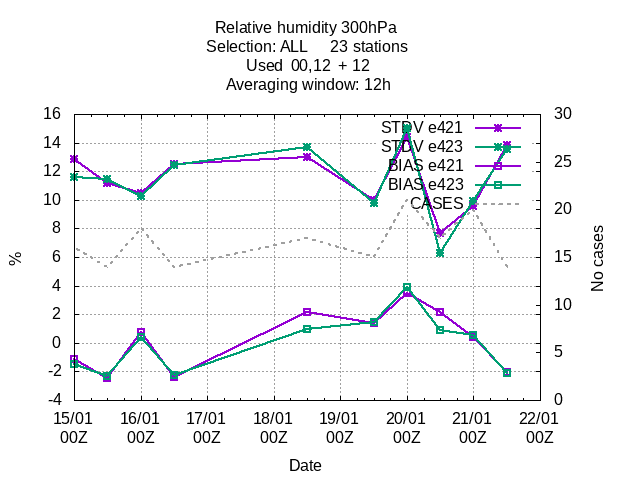 Relative humidity 300hPa
Selection: ALL 23 stations
Used 00,12 + 12
Averaging window: 12h
STDV e421
STDV e423
BIAS e421
BIAS e423
CASES
16
14
12
10
8
6
4
2
0
-2
-4
%
30
25
20
15
10
5
0
No cases
15/01 16/01 17/01 18/01 19/01 20/01 21/01 22/01
00Z 00Z 00Z 00Z 00Z 00Z 00Z 00Z
Date